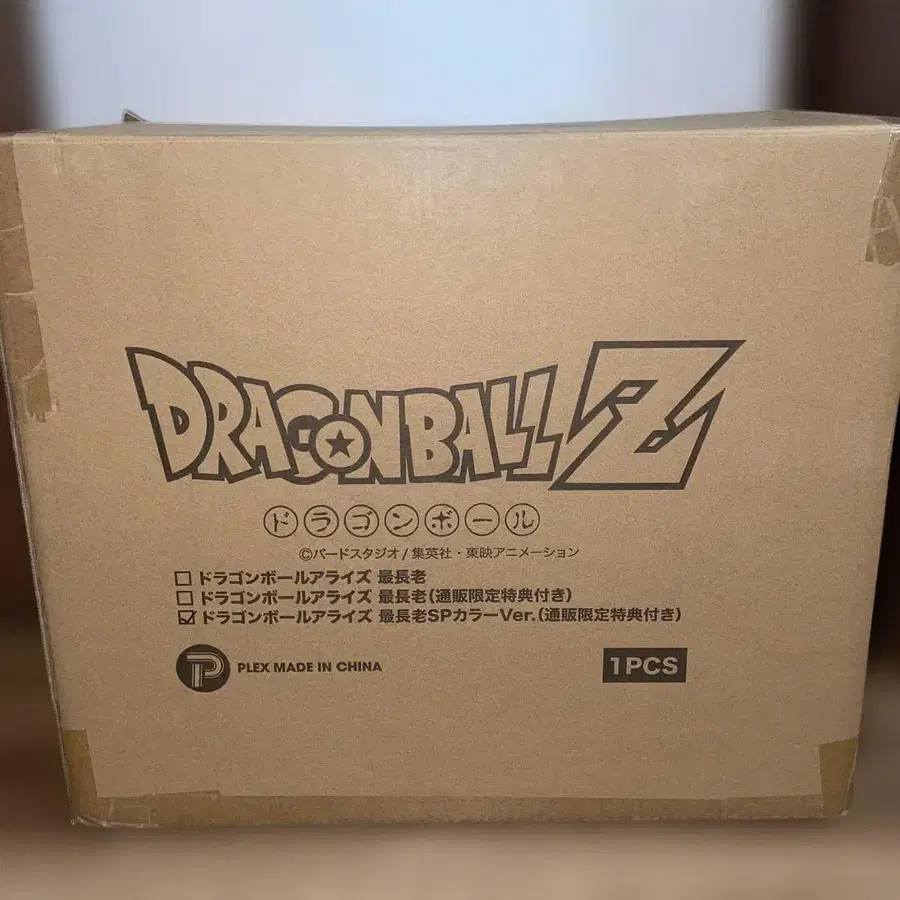 DRAGONBALL Z
ドラゴンボール
©バードスタジオ / 集英社・東映アニメーション
□ ドラゴンボールアライズ 最長老
□ ドラゴンボールアライズ 最長老(通販限定特典付き)
☑ ドラゴンボールアライズ 最長老SPカラーVer.(通販限定特典付き)
P PLEX MADE IN CHINA
1PCS